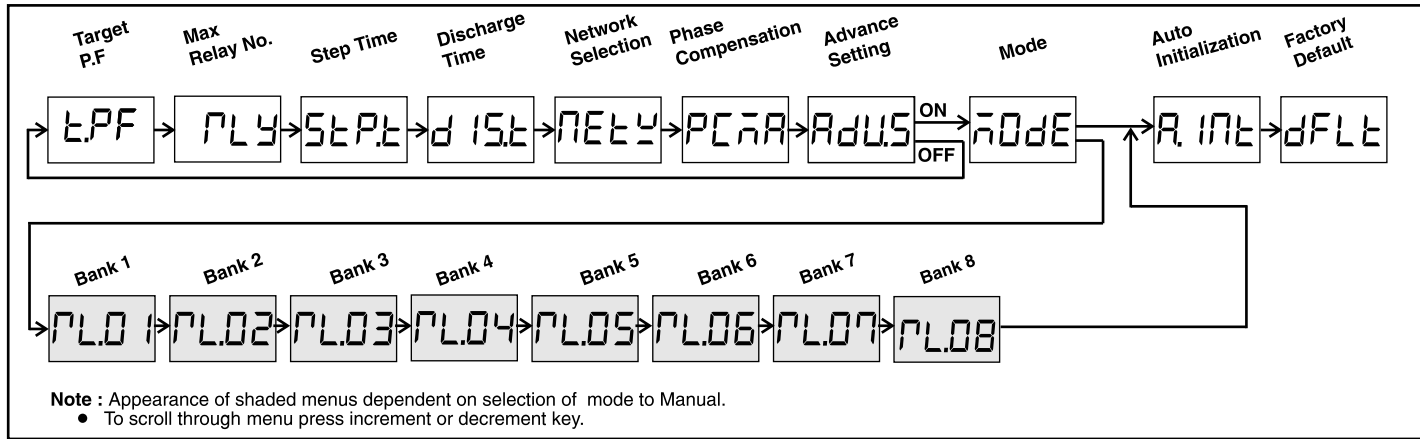 Target P.F
Max Relay No.
Step Time
Discharge Time
Network Selection
Phase Compensation
Advance Setting
Mode
Auto Initialization
Factory Default
t.PF
rLy
StP.t
dIS.t
nEty
PCmA
AdU.S
ON
OFF
mOdE
A.Int
dFLt
Bank 1
Bank 2
Bank 3
Bank 4
Bank 5
Bank 6
Bank 7
Bank 8
rL.01
rL.02
rL.03
rL.04
rL.05
rL.06
rL.07
rL.08
Note : Appearance of shaded menus dependent on selection of mode to Manual.
● To scroll through menu press increment or decrement key.